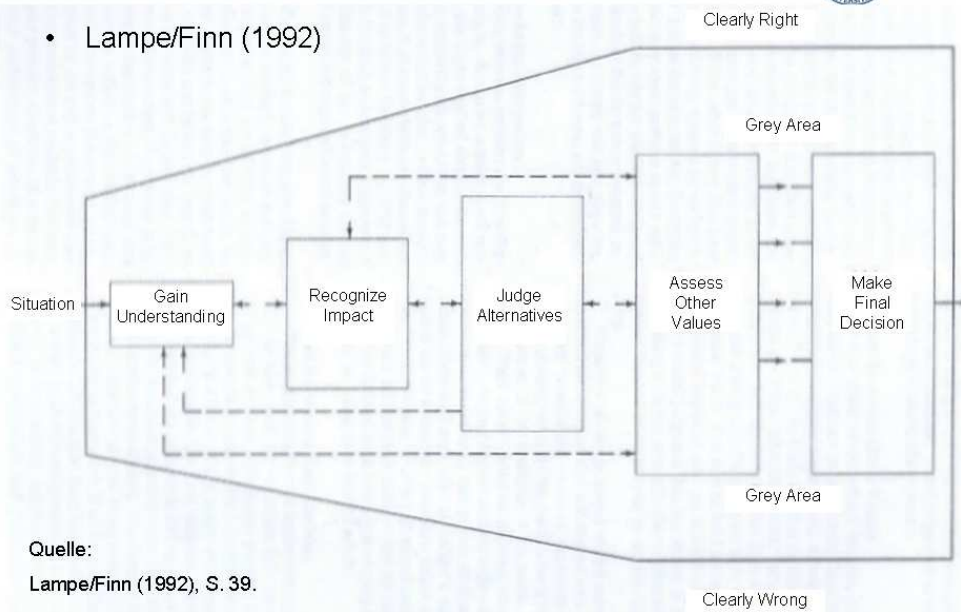 • Lampe/Finn (1992)
Clearly Right
Grey Area
Situation
Gain
Understanding
Recognize
Impact
Judge
Alternatives
Assess
Other
Values
Make
Final
Decision
Grey Area
Quelle:
Lampe/Finn (1992), S. 39.
Clearly Wrong